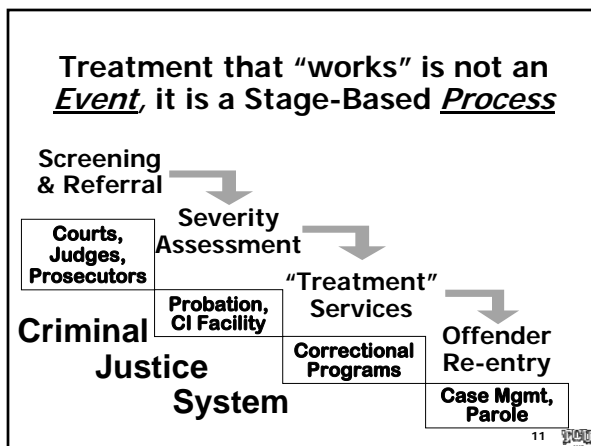 Treatment that “works” is not an
Event, it is a Stage-Based Process
Screening
& Referral
Severity
Assessment
“Treatment”
Services
Offender
Re-entry
Courts,
Judges,
Prosecutors
Probation,
CI Facility
Correctional
Programs
Case Mgmt,
Parole
Criminal
Justice
System
11
TCU